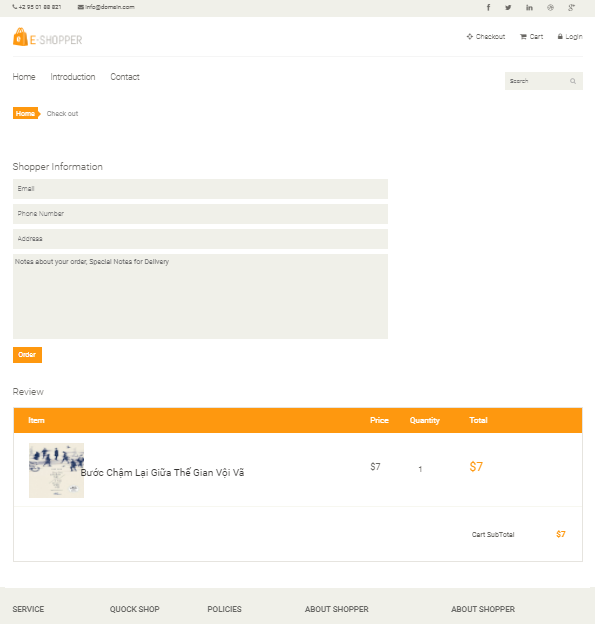 +2 95 01 88 821 info@domain.com
E-SHOPPER
Checkout Cart Login
Home Introduction Contact
Search
Home Check out
Shopper Information
Email
Phone Number
Address
Notes about your order, Special Notes for Delivery
Order
Review
Item Price Quantity Total
Bước Chậm Lại Giữa Thế Gian Vội Vã $7 1 $7
Cart SubTotal $7
SERVICE QUOCK SHOP POLICIES ABOUT SHOPPER ABOUT SHOPPER